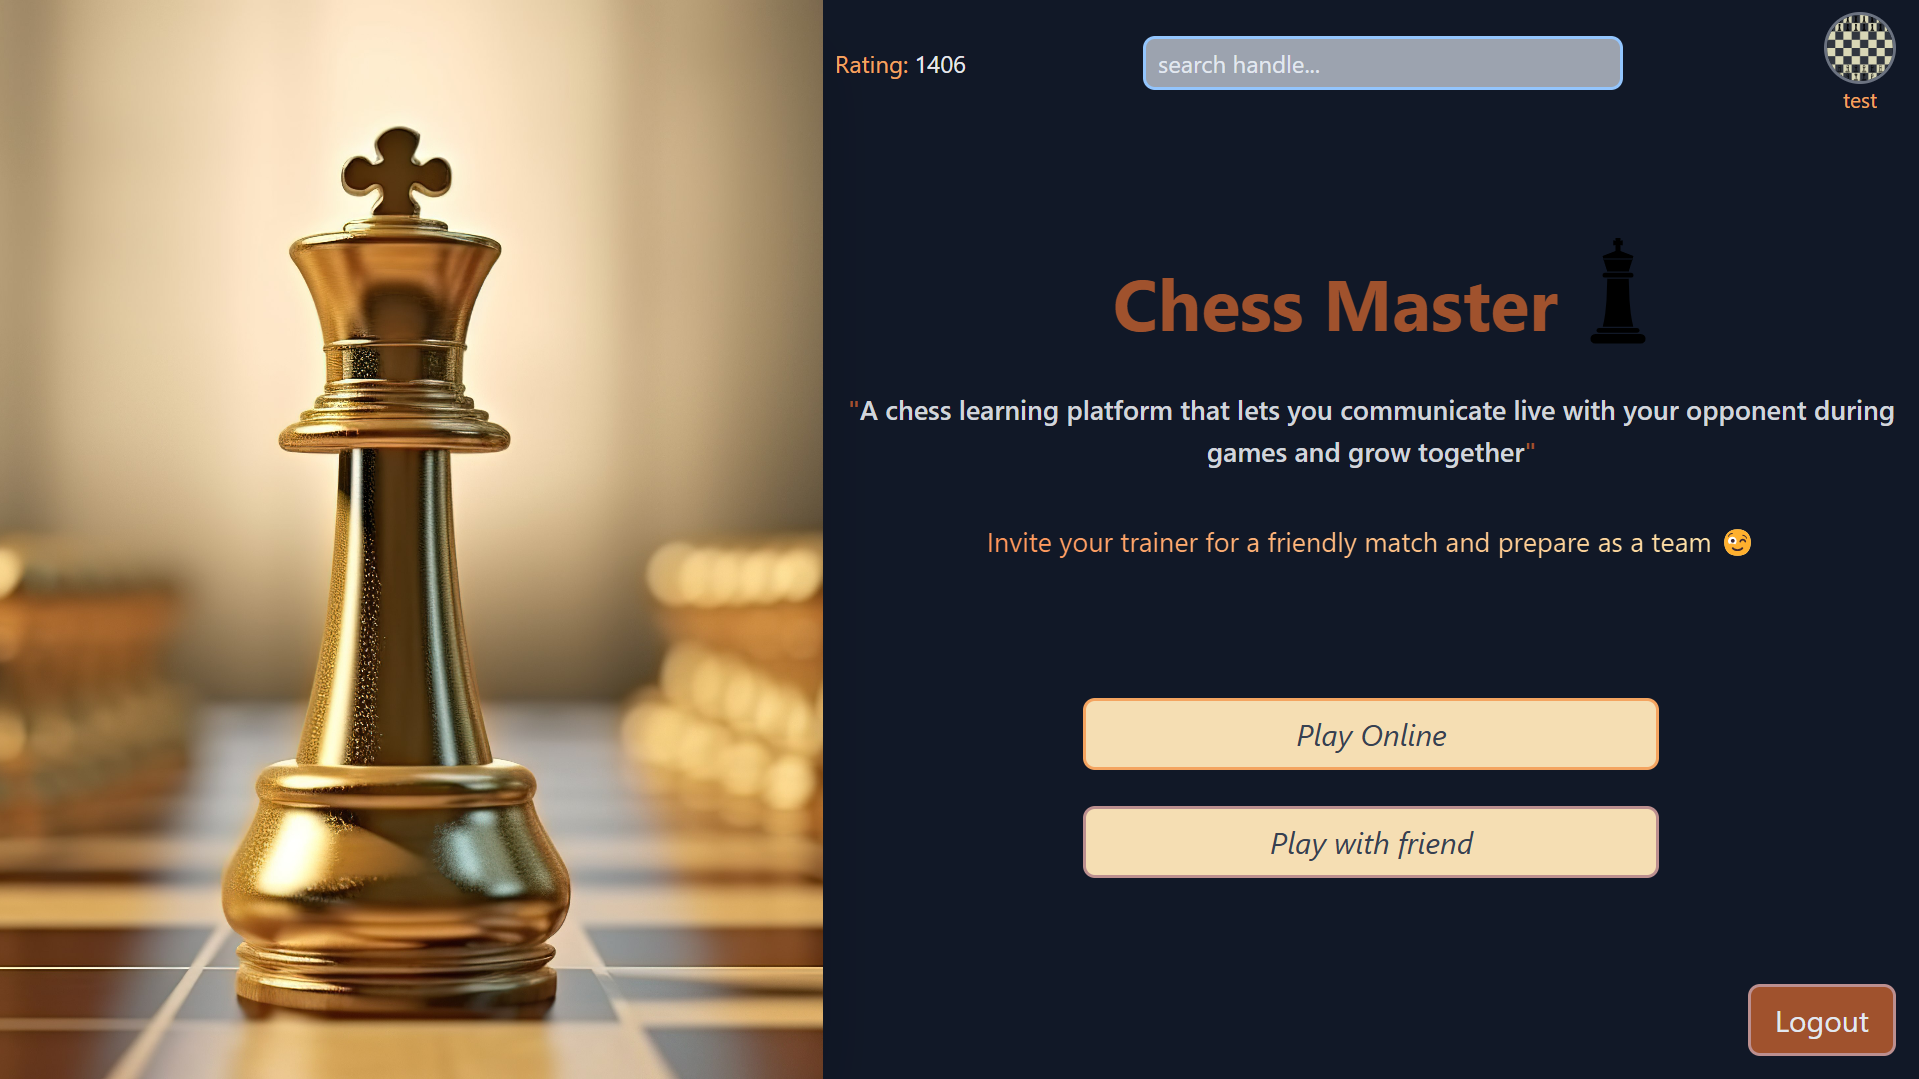 Rating: 1406
search handle...
test
Chess Master
"A chess learning platform that lets you communicate live with your opponent during
games and grow together"
Invite your trainer for a friendly match and prepare as a team 😉
Play Online
Play with friend
Logout